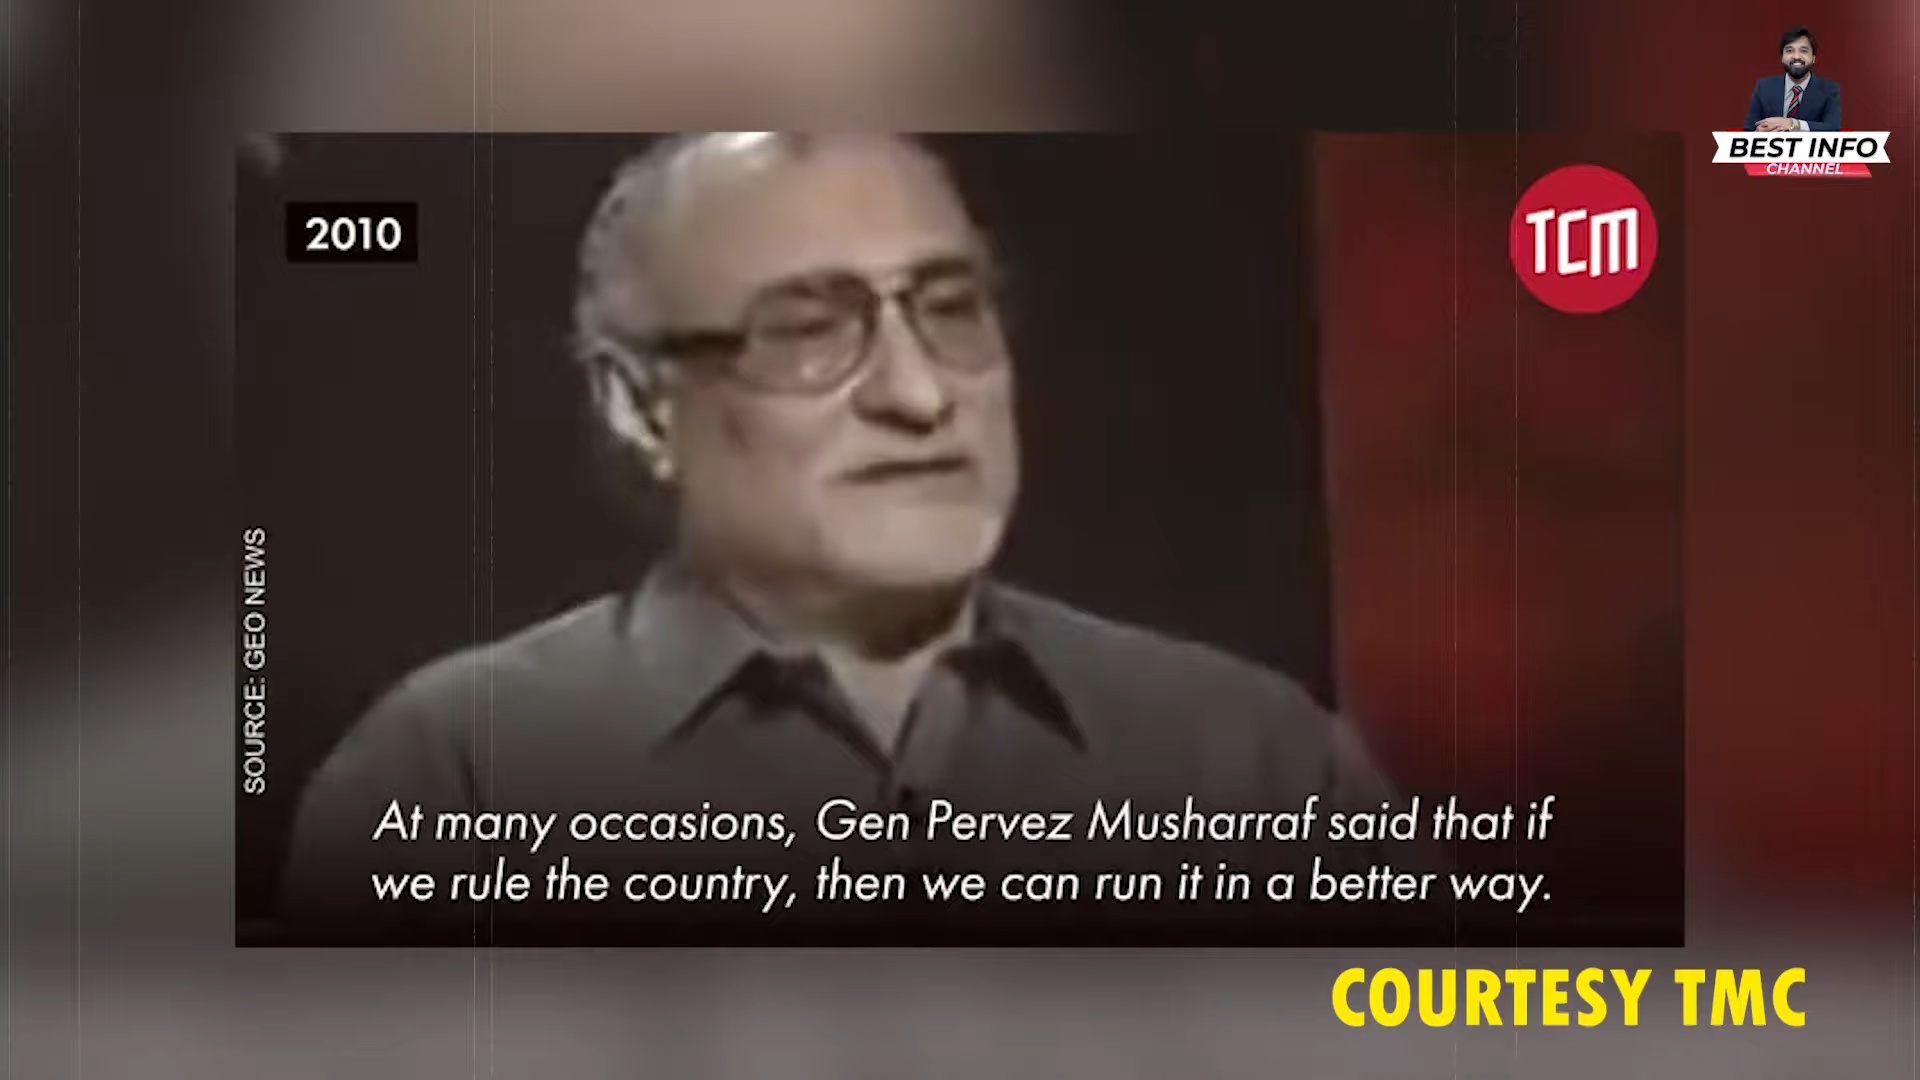 BEST INFO
CHANNEL
2010
TCM
SOURCE: GEO NEWS
At many occasions, Gen Pervez Musharraf said that if
we rule the country, then we can run it in a better way.
COURTESY TMC